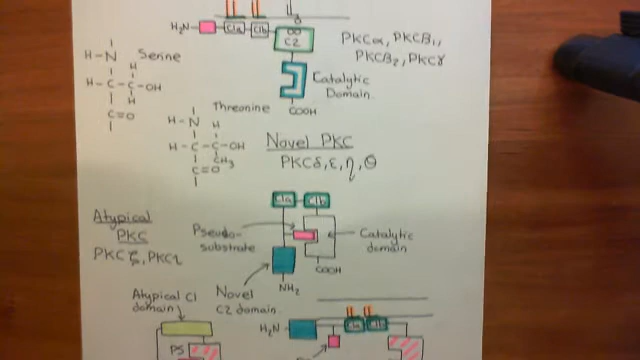 H₂N-
C1a
C1b
C2
PKCα, PKCβ₁,
PKCβ₂, PKCγ
Catalytic
Domain
COOH
Serine
H-N
H
H-C-C-OH
H
C=O
Threonine
H-N
H
H-C-C-OH
CH₃
C=O
Novel PKC
PKCδ, ε, η, θ
C1a
C1b
Pseudo-
substrate
Catalytic
domain
COOH
NH₂
Novel
C2 domain
Atypical
PKC
PKCζ, PKCι
Atypical C1
domain
PS
H₂N-
C1a
C1b